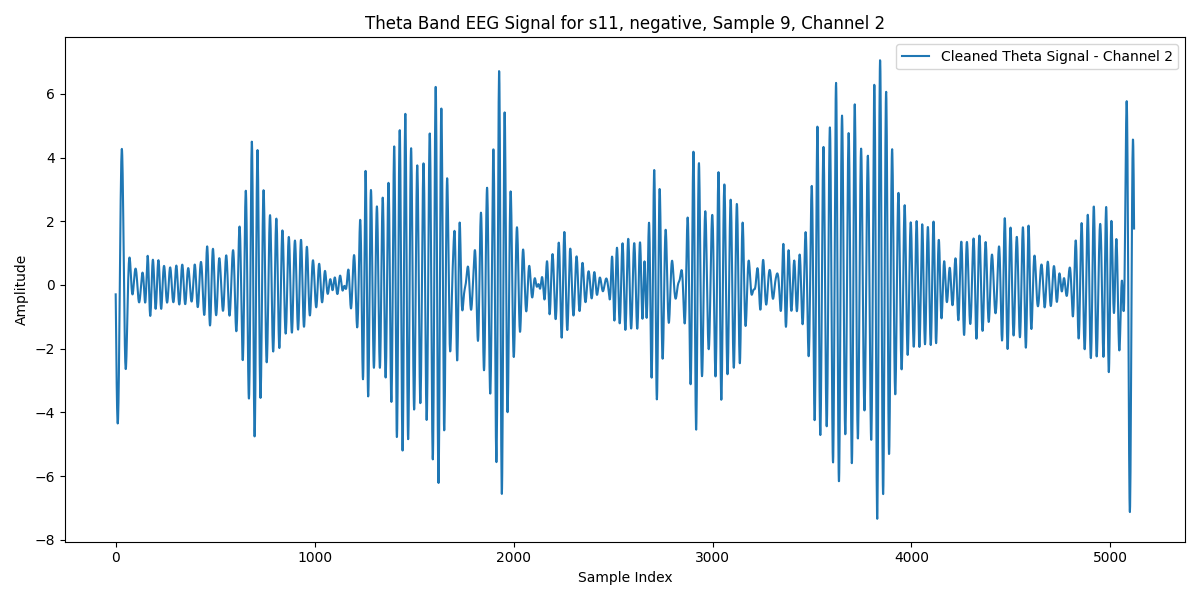 Theta Band EEG Signal for s11, negative, Sample 9, Channel 2
Cleaned Theta Signal - Channel 2
Amplitude
6
4
2
0
−2
−4
−6
−8
0 1000 2000 3000 4000 5000
Sample Index